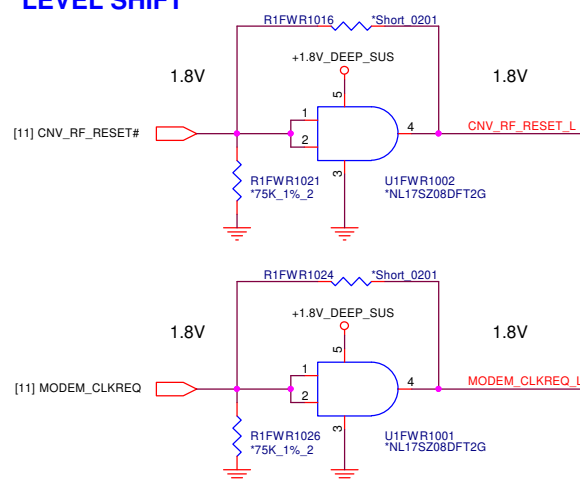 LEVEL SHIFT
R1FWR1016 *Short_0201
+1.8V_DEEP_SUS
1.8V 1.8V
5
1
[11] CNV_RF_RESET# 4 CNV_RF_RESET_L
2
3
R1FWR1021 U1FWR1002
*75K_1%_2 *NL17SZ08DFT2G
R1FWR1024 *Short_0201
+1.8V_DEEP_SUS
1.8V 1.8V
5
1
[11] MODEM_CLKREQ 4 MODEM_CLKREQ_L
2
3
R1FWR1026 U1FWR1001
*75K_1%_2 *NL17SZ08DFT2G